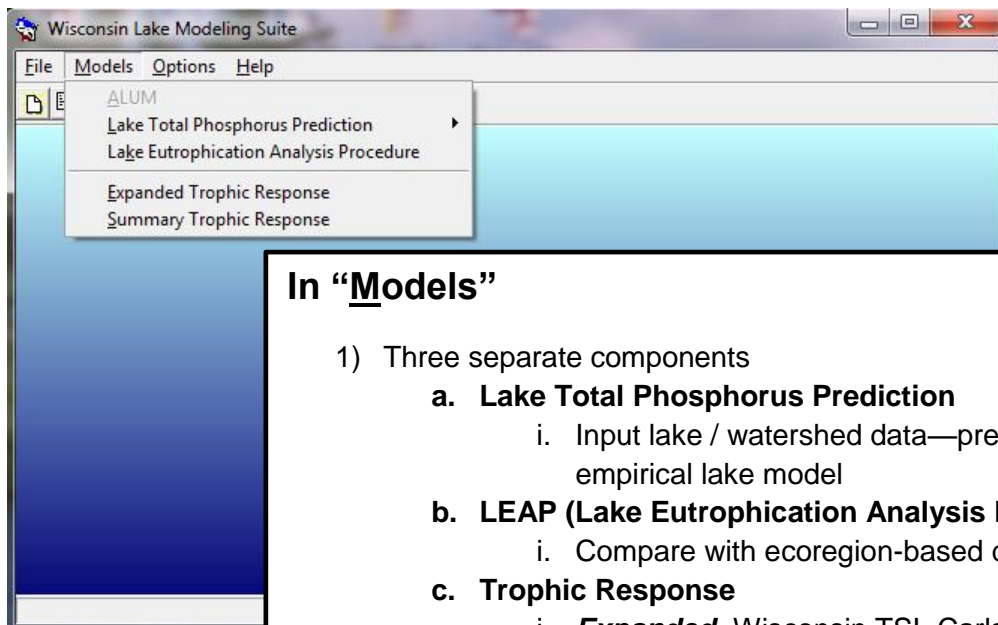 Wisconsin Lake Modeling Suite
File Models Options Help
ALUM
Lake Total Phosphorus Prediction
Lake Eutrophication Analysis Procedure
Expanded Trophic Response
Summary Trophic Response
In “Models”
1) Three separate components
a. Lake Total Phosphorus Prediction
i. Input lake / watershed data—pre
empirical lake model
b. LEAP (Lake Eutrophication Analysis
i. Compare with ecoregion-based
c. Trophic Response